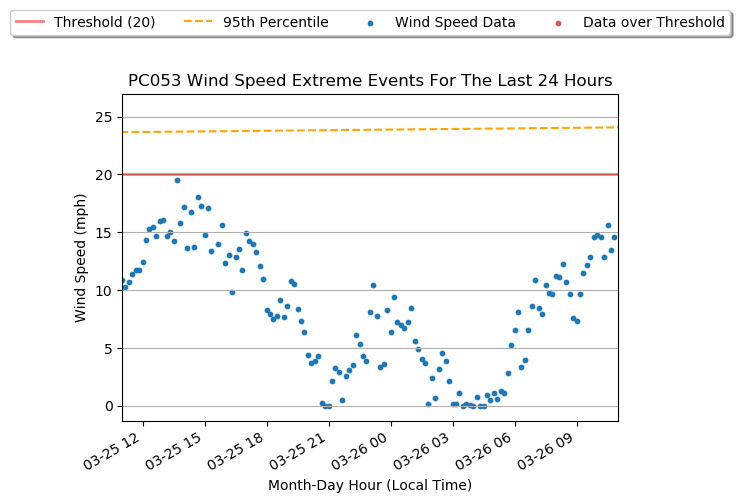 Threshold (20) 95th Percentile Wind Speed Data Data over Threshold
PC053 Wind Speed Extreme Events For The Last 24 Hours
25
20
15
10
5
0
Wind Speed (mph)
03-25 12 03-25 15 03-25 18 03-25 21 03-26 00 03-26 03 03-26 06 03-26 09
Month-Day Hour (Local Time)